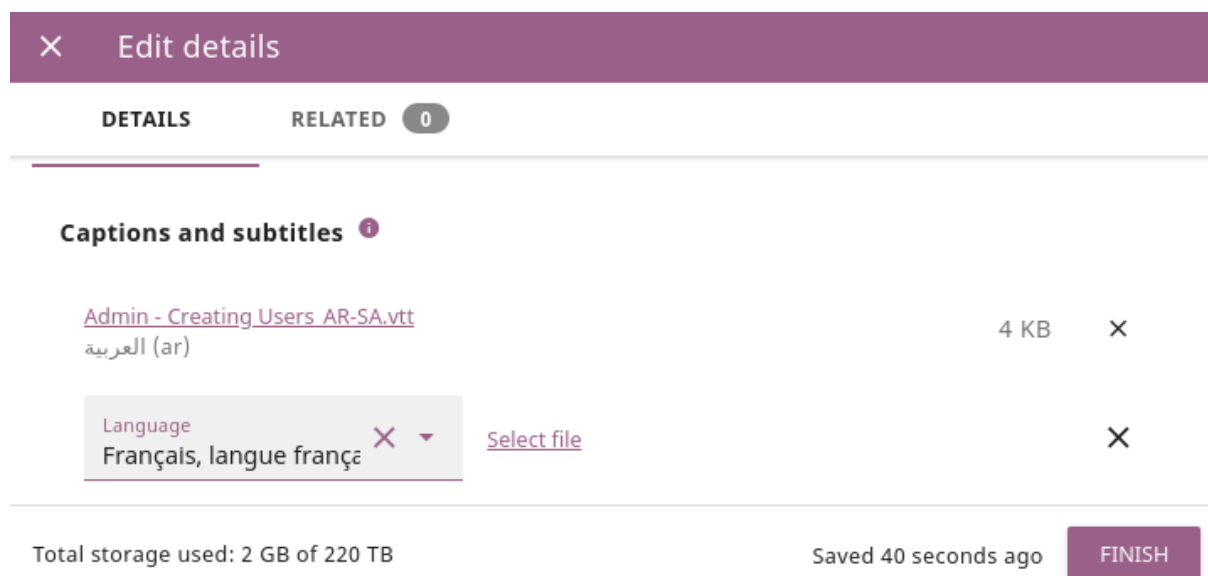 Edit details
DETAILS
RELATED 0
Captions and subtitles
Admin - Creating Users AR-SA.vtt
4 KB
العربية (ar)
Language
Français, langue frança
Select file
Total storage used: 2 GB of 220 TB
Saved 40 seconds ago
FINISH